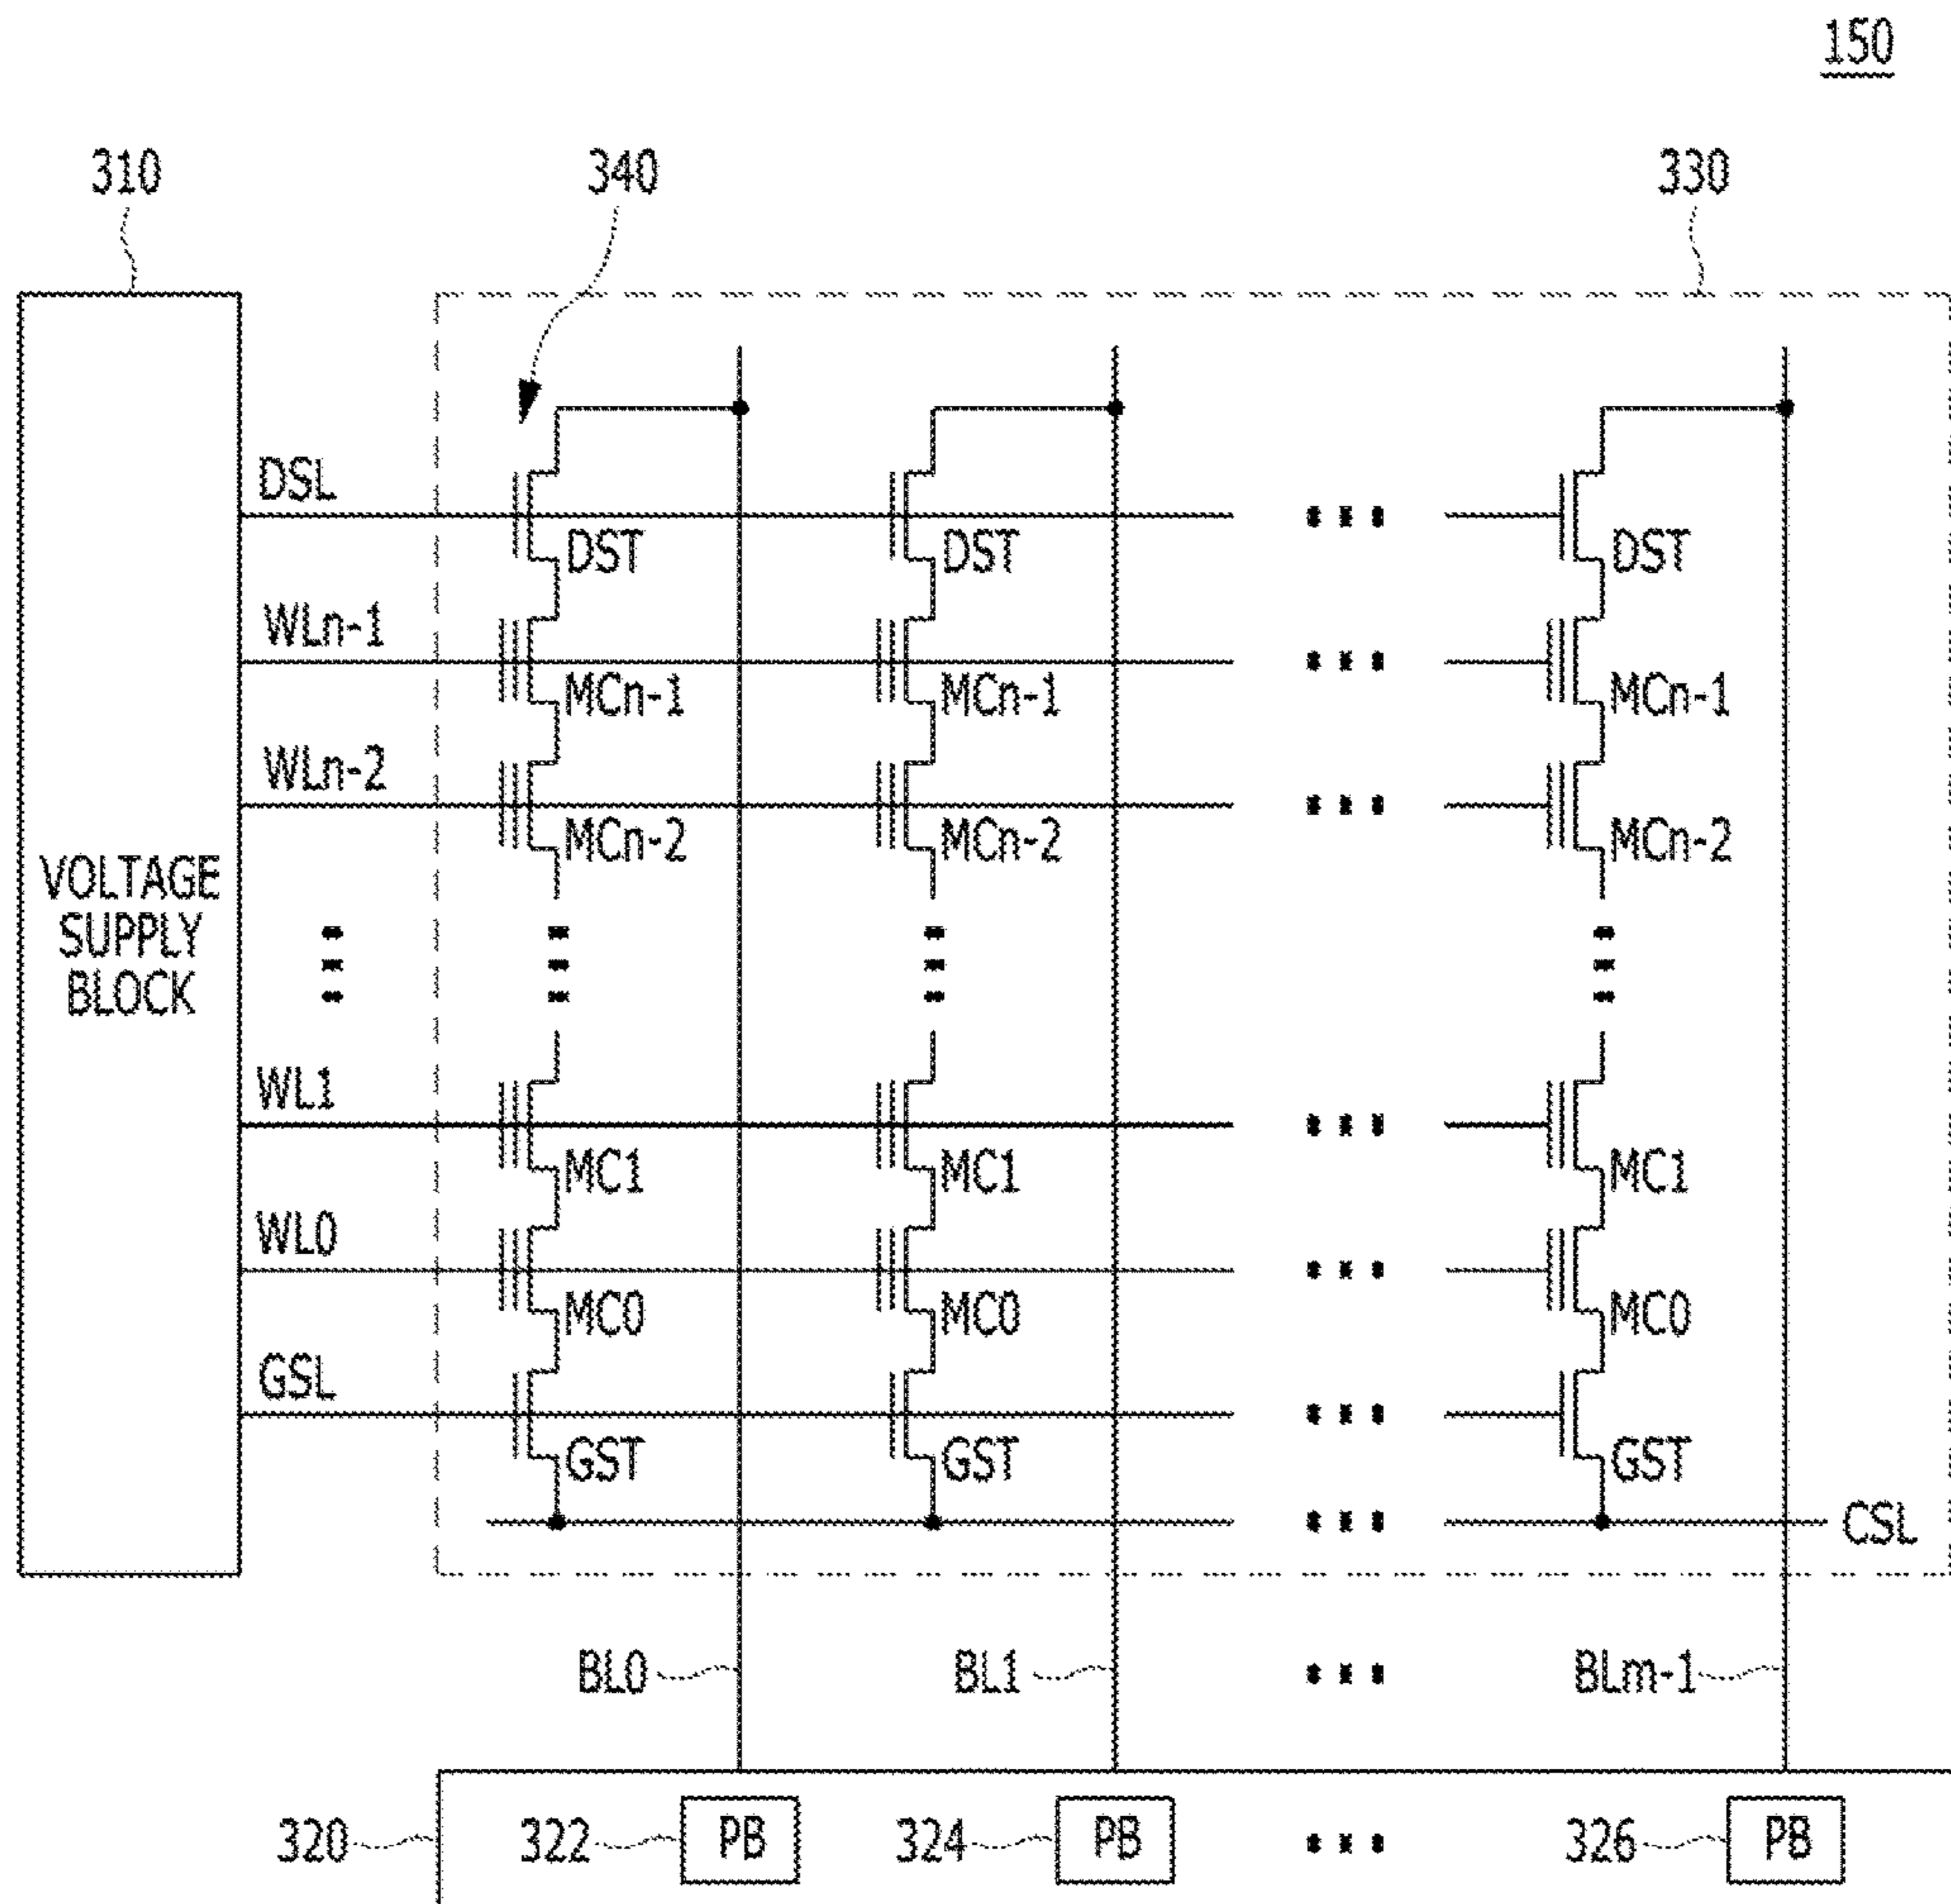 150
310 340 330
DSL
DST DST DST
WLn-1
MCn-1 MCn-1 MCn-1
WLn-2
MCn-2 MCn-2 MCn-2
VOLTAGE
SUPPLY
BLOCK
WL1
MC1 MC1 MC1
WL0
MC0 MC0 MC0
GSL
GST GST GST
CSL
BL0 BL1 BLm-1
320 322 PB 324 PB 326 PB